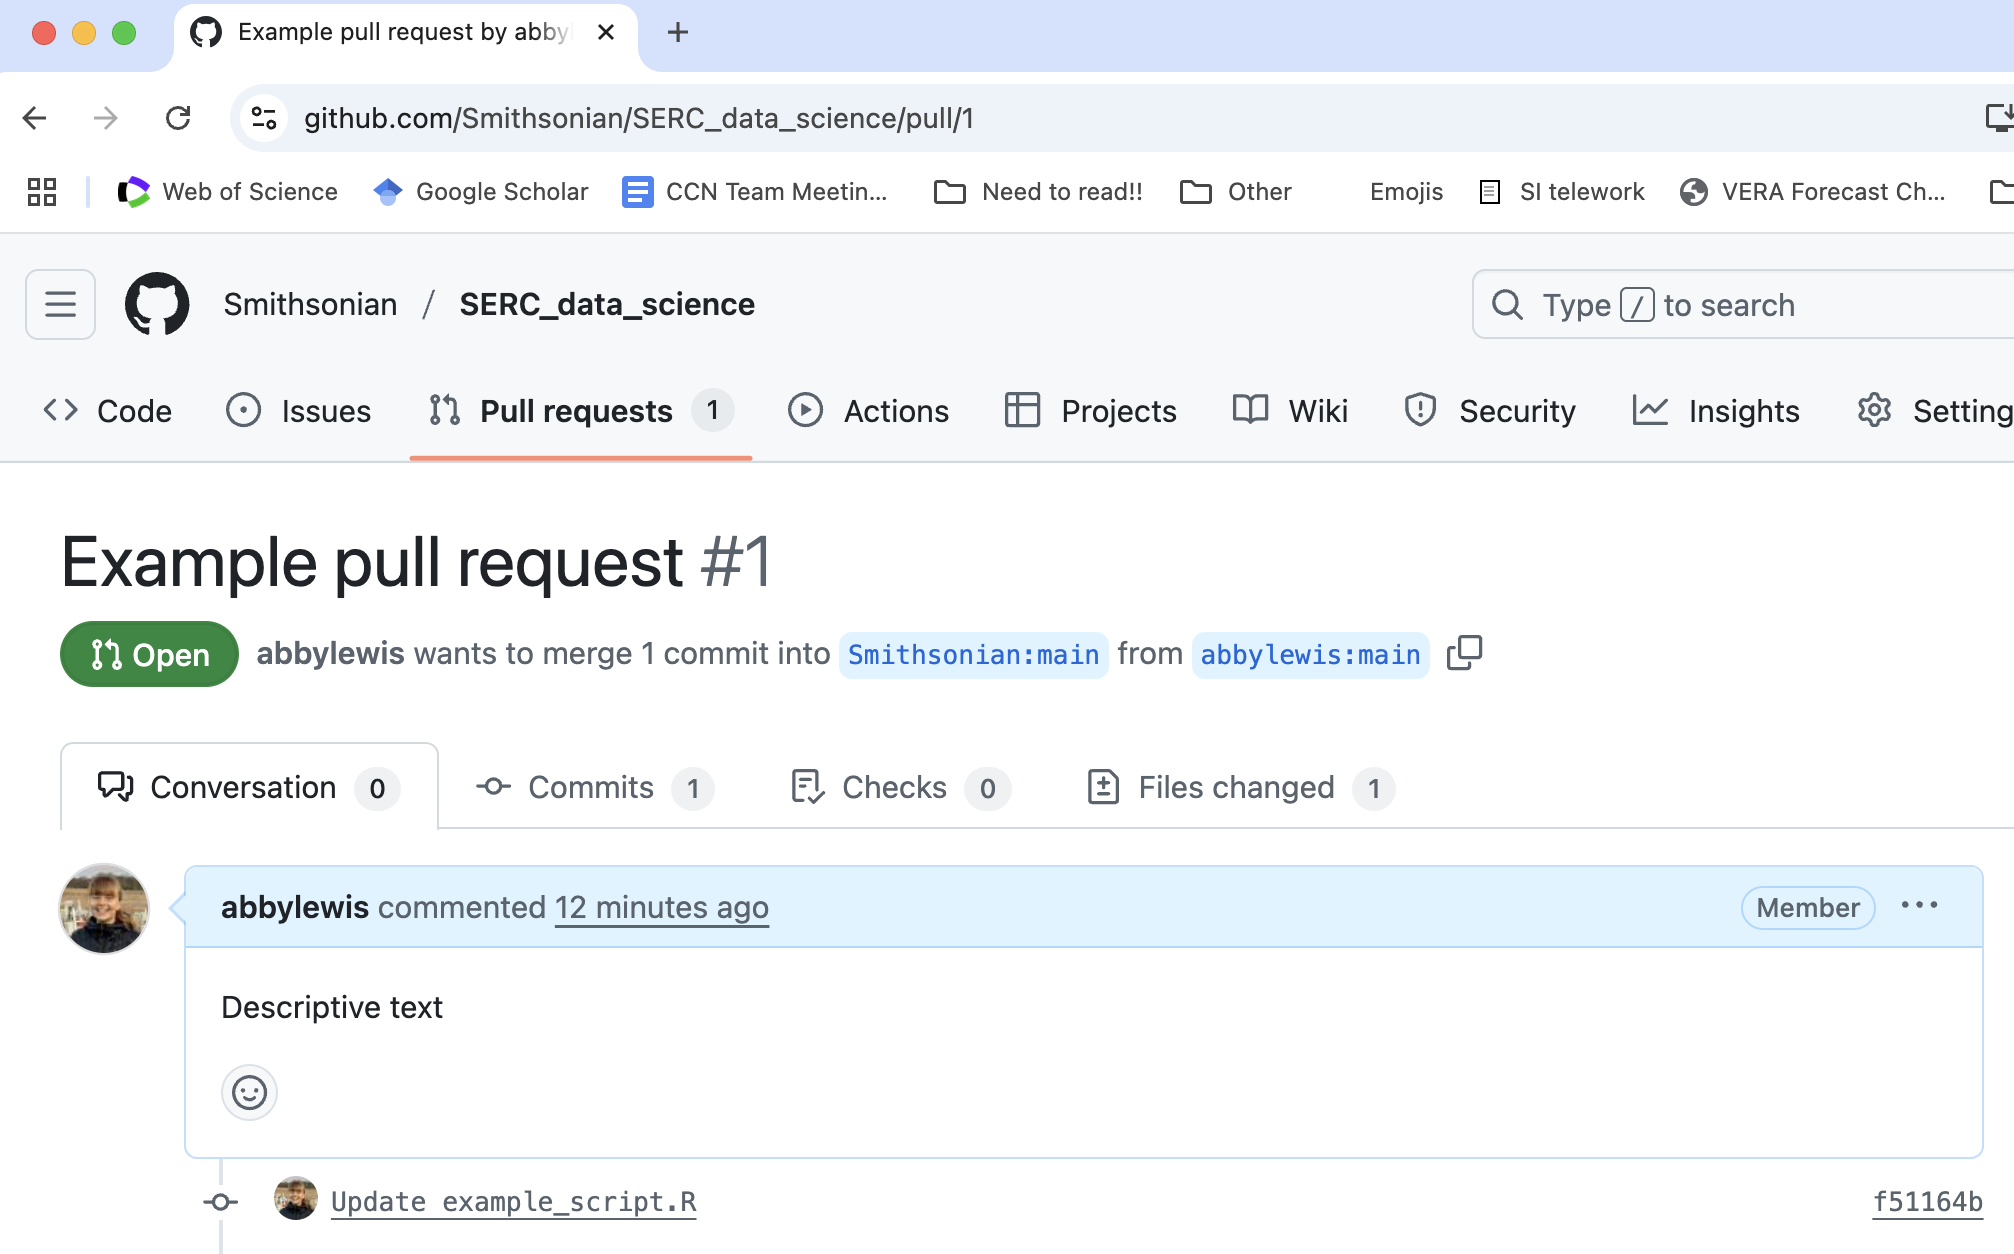 Example pull request by abby
github.com/Smithsonian/SERC_data_science/pull/1
Web of Science Google Scholar CCN Team Meetin... Need to read!! Other Emojis SI telework VERA Forecast Ch...
Smithsonian / SERC_data_science Type / to search
Code Issues Pull requests 1 Actions Projects Wiki Security Insights Setting
Example pull request #1
Open abbylewis wants to merge 1 commit into Smithsonian:main from abbylewis:main
Conversation 0 Commits 1 Checks 0 Files changed 1
abbylewis commented 12 minutes ago Member
Descriptive text
Update example_script.R f51164b